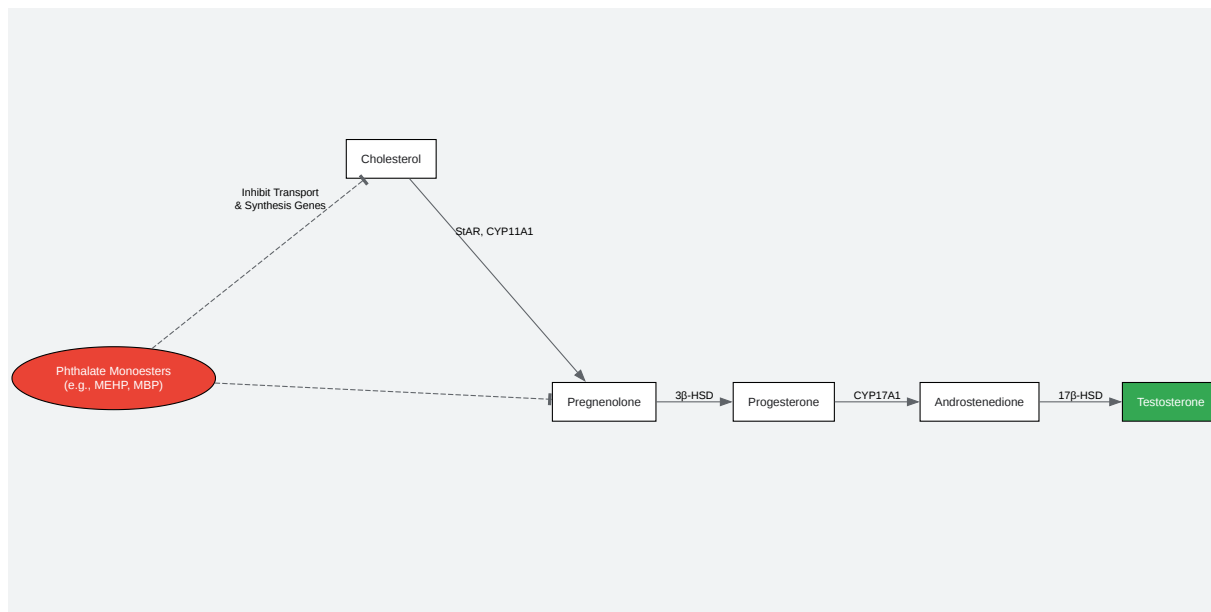 Cholesterol
Inhibit Transport
& Synthesis Genes
StAR, CYP11A1
Phthalate Monoesters
(e.g., MEHP, MBP)
Pregnenolone
3β-HSD
Progesterone
CYP17A1
Androstenedione
17β-HSD
Testosterone